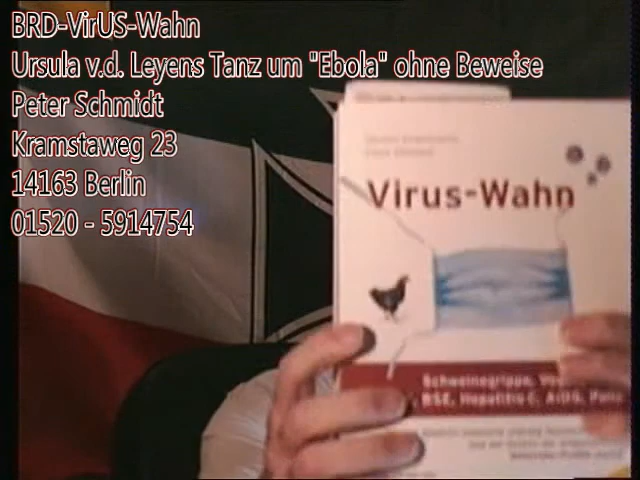 BRD-VirUS-Wahn
Ursula v.d. Leyens Tanz um "Ebola" ohne Beweise
Peter Schmidt
Kramstaweg 23
14163 Berlin
01520 - 5914754
Virus-Wahn
Schweinegrippe,
BSE, Hepatitis C, AIDS, Polio